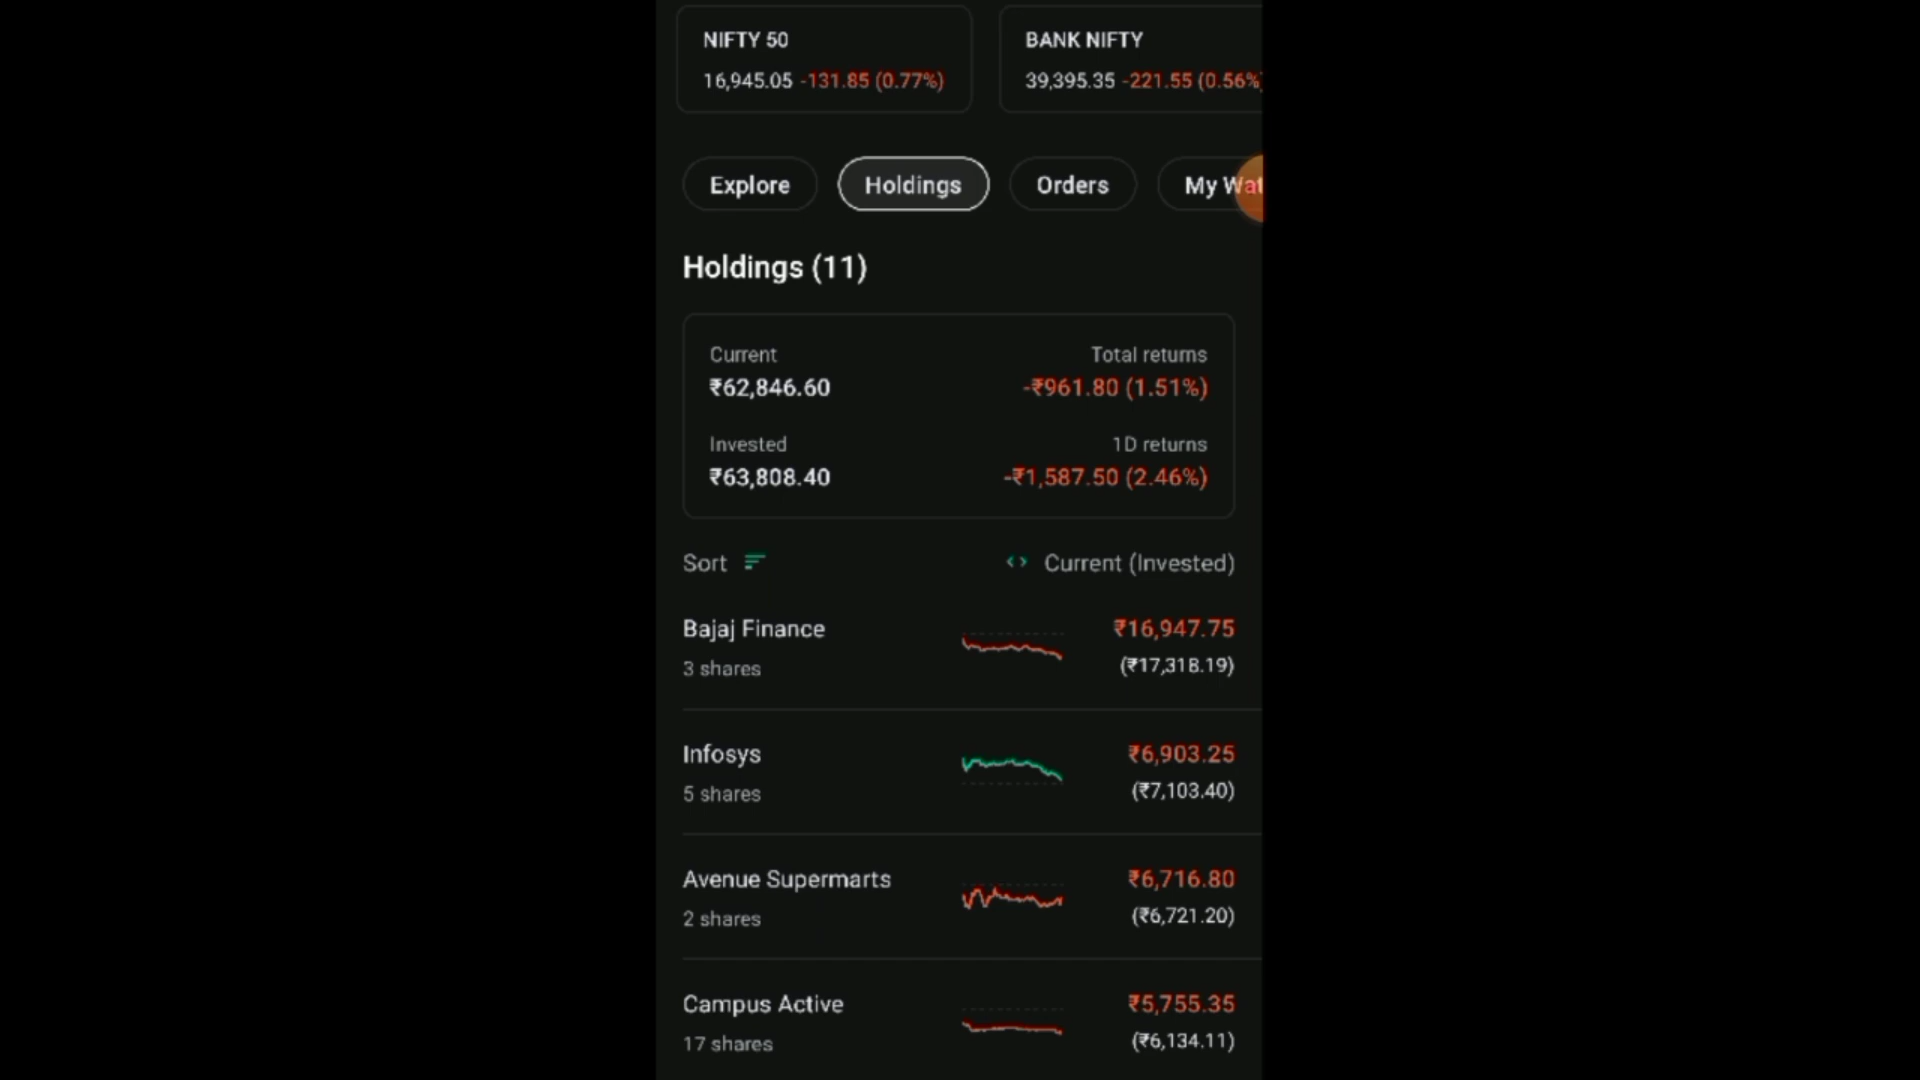 NIFTY 50
16,945.05 -131.85 (0.77%)
BANK NIFTY
39,395.35 -221.55 (0.56%
Explore
Holdings
Orders
My Wat
Holdings (11)
Current
Total returns
₹62,846.60
-₹961.80 (1.51%)
Invested
1D returns
₹63,808.40
-₹1,587.50 (2.46%)
Sort
<> Current (Invested)
Bajaj Finance
₹16,947.75
3 shares
(₹17,318.19)
Infosys
₹6,903.25
5 shares
(₹7,103.40)
Avenue Supermarts
₹6,716.80
2 shares
(₹6,721.20)
Campus Active
₹5,755.35
17 shares
(₹6,134.11)